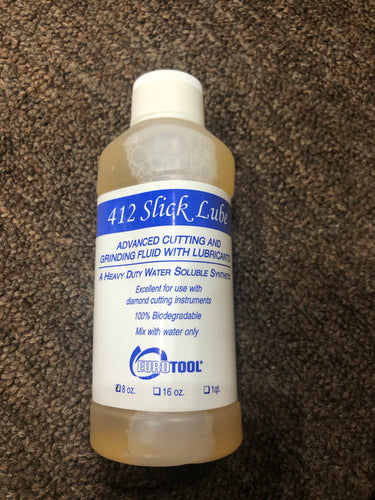 412 Slick Lube
ADVANCED CUTTING AND
GRINDING FLUID WITH LUBRICANTS
A HEAVY DUTY WATER SOLUBLE SYNTHETIC
Excellent for use with
diamond cutting instruments
100% Biodegradable
Mix with water only
EUROTOOL®
☑ 8 oz. ☐ 16 oz. ☐ 1qt.